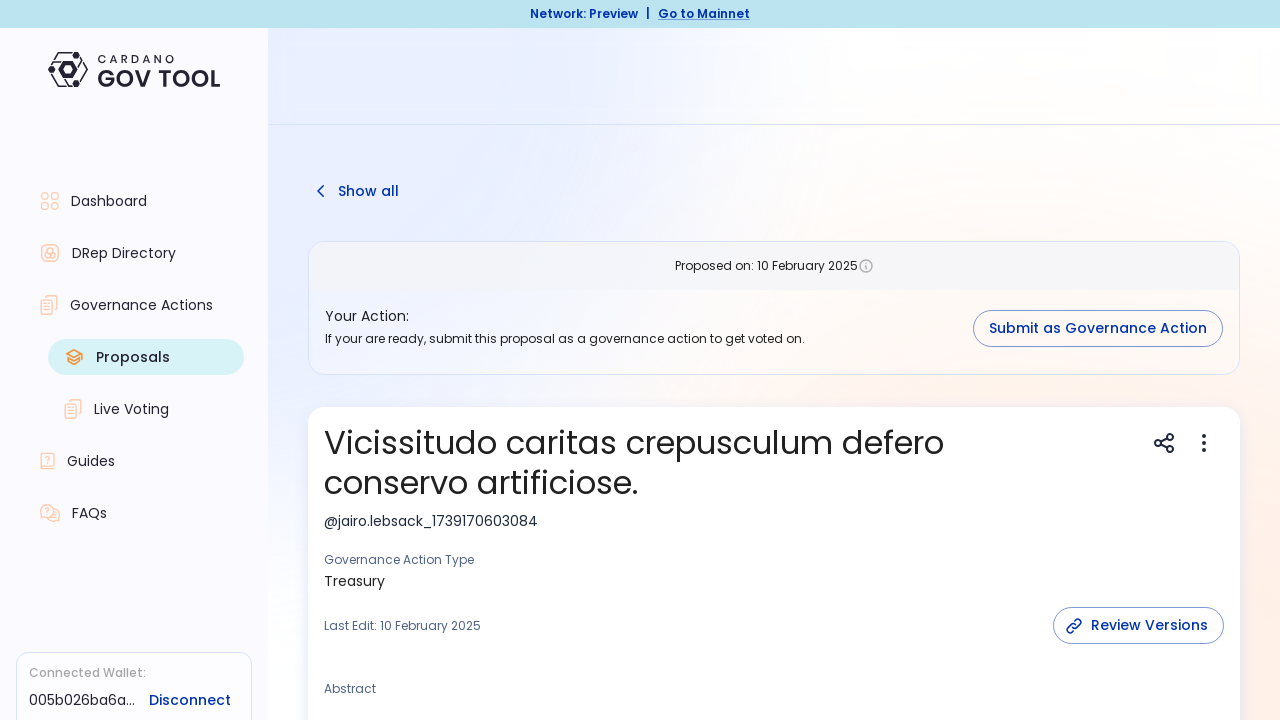 Network: Preview | Go to Mainnet
CARDANO
GOV TOOL
Dashboard
DRep Directory
Governance Actions
Proposals
Live Voting
Guides
FAQs
Connected Wallet:
005b026ba6a... Disconnect
Show all
Proposed on: 10 February 2025
Your Action:
If your are ready, submit this proposal as a governance action to get voted on.
Submit as Governance Action
Vicissitudo caritas crepusculum defero
conservo artificiose.
@jairo.lebsack_1739170603084
Governance Action Type
Treasury
Last Edit: 10 February 2025
Review Versions
Abstract